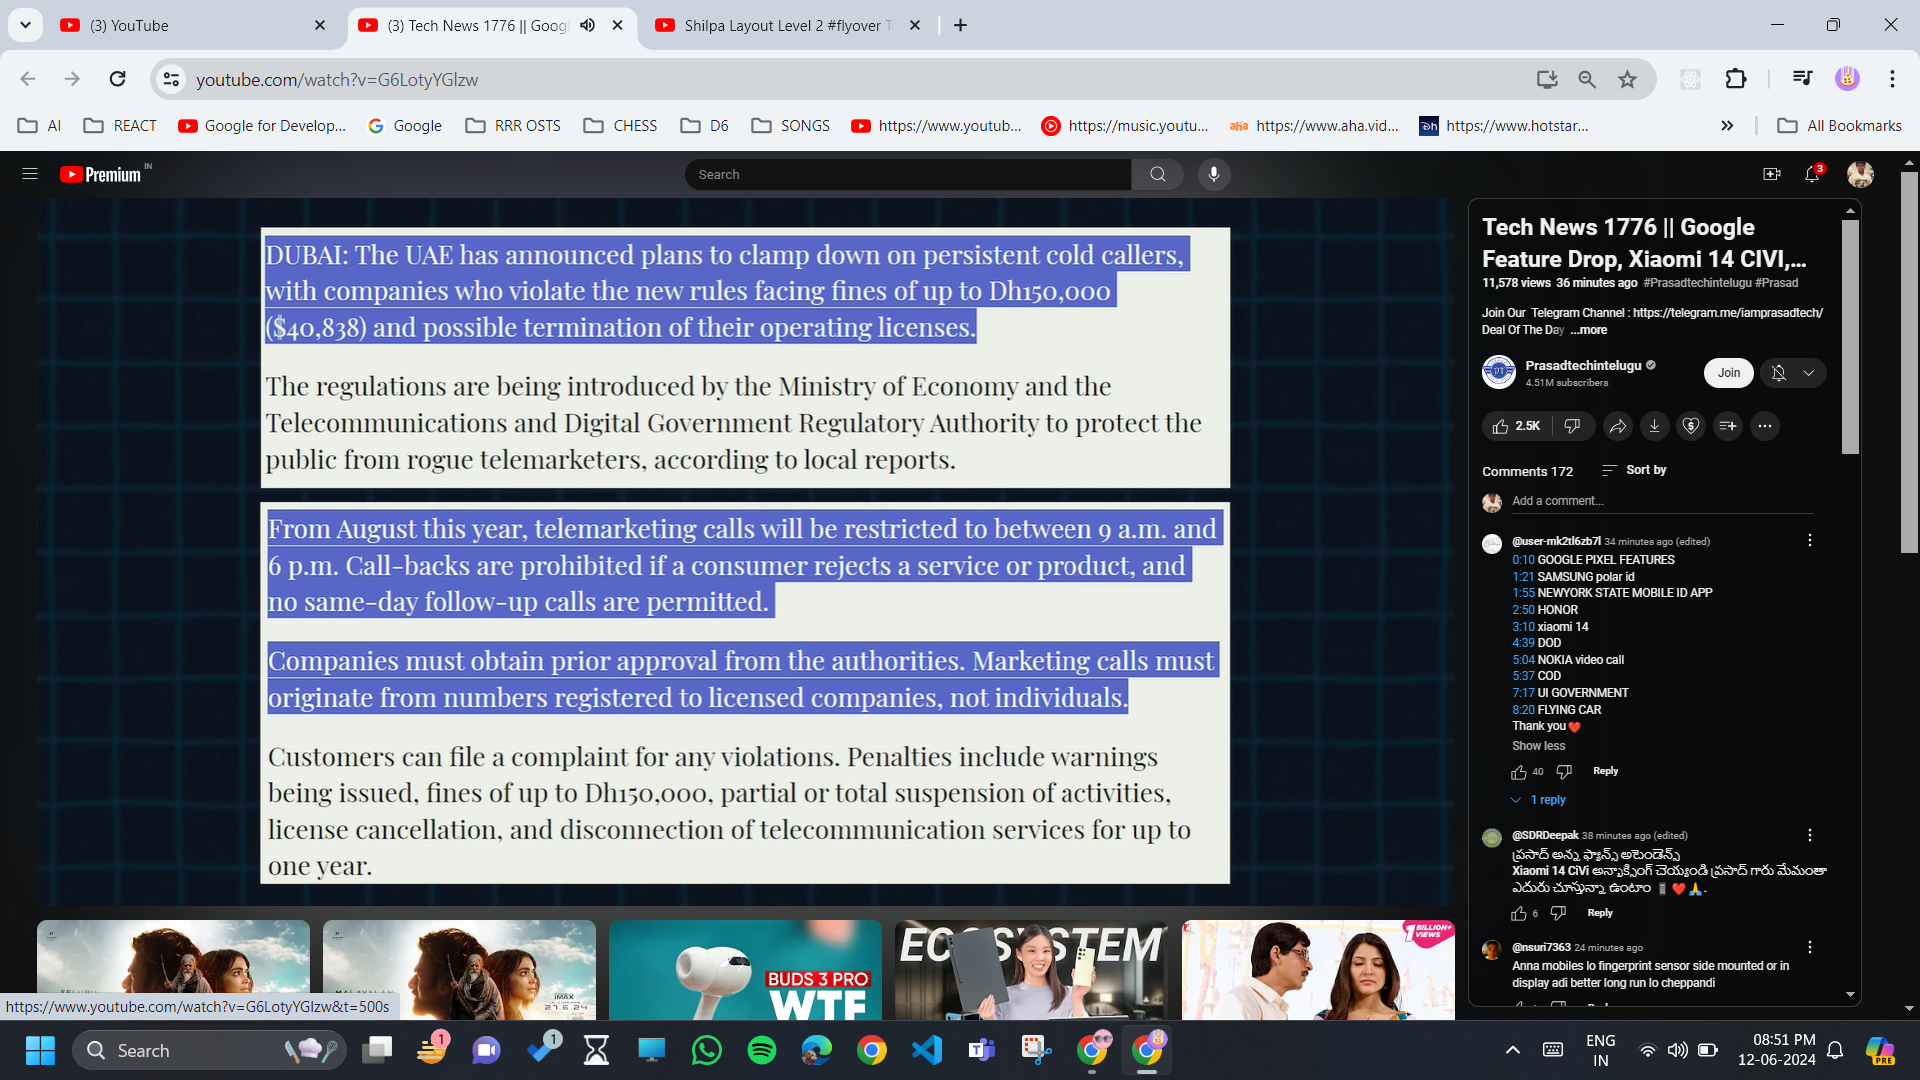 (3) YouTube
(3) Tech News 1776 || Googl
Shilpa Layout Level 2 #flyover T
youtube.com/watch?v=G6LotyYGlzw
AI
REACT
Google for Develop...
Google
RRR OSTS
CHESS
D6
SONGS
https://www.youtub...
https://music.youtu...
aha
https://www.aha.vid...
https://www.hotstar...
All Bookmarks
Premium IN
Search
3
DUBAI: The UAE has announced plans to clamp down on persistent cold callers,
with companies who violate the new rules facing fines of up to Dh150,000
($40,838) and possible termination of their operating licenses.
The regulations are being introduced by the Ministry of Economy and the
Telecommunications and Digital Government Regulatory Authority to protect the
public from rogue telemarketers, according to local reports.
From August this year, telemarketing calls will be restricted to between 9 a.m. and
6 p.m. Call-backs are prohibited if a consumer rejects a service or product, and
no same-day follow-up calls are permitted.
Companies must obtain prior approval from the authorities. Marketing calls must
originate from numbers registered to licensed companies, not individuals.
Customers can file a complaint for any violations. Penalties include warnings
being issued, fines of up to Dh150,000, partial or total suspension of activities,
license cancellation, and disconnection of telecommunication services for up to
one year.
Tech News 1776 || Google
Feature Drop, Xiaomi 14 CIVI,...
11,578 views 36 minutes ago #Prasadtechintelugu #Prasad
Join Our Telegram Channel : https://telegram.me/iamprasadtech/
Deal Of The Day ...more
Prasadtechintelugu
4.51M subscribers
Join
2.5K
Comments 172
Sort by
Add a comment...
@user-mk2tl6zb7l 34 minutes ago (edited)
0:10 GOOGLE PIXEL FEATURES
1:21 SAMSUNG polar id
1:55 NEWYORK STATE MOBILE ID APP
2:50 HONOR
3:10 xiaomi 14
4:39 DOD
5:04 NOKIA video call
5:37 COD
7:17 UI GOVERNMENT
8:20 FLYING CAR
Thank you ❤️
Show less
40
Reply
1 reply
@SDRDeepak 38 minutes ago (edited)
ప్రసాద్ అన్న ఫ్యాన్స్ అటెండెన్స్
Xiaomi 14 CiVi అన్బాక్సింగ్ చెయ్యండి ప్రసాద్ గారు మేమంతా
ఎదురు చూస్తున్నా ఉంటాం 📱❤️🙏.
6
Reply
@nsuri7363 24 minutes ago
Anna mobiles lo fingerprint sensor side mounted or in
display adi better long run lo cheppandi
IMAX
27.6.24
BUDS 3 PRO
WTF
ECOSYSTEM
1 BILLION+
VIEWS
https://www.youtube.com/watch?v=G6LotyYGlzw&t=500s
Search
1
1
ENG
IN
08:51 PM
12-06-2024
PRE